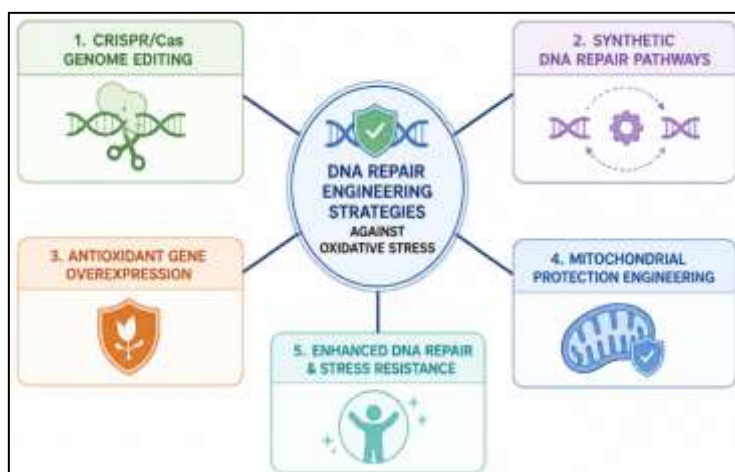 1. CRISPR/Cas
GENOME EDITING
2. SYNTHETIC
DNA REPAIR PATHWAYS
DNA REPAIR
ENGINEERING
STRATEGIES
AGAINST
OXIDATIVE STRESS
3. ANTIOXIDANT GENE
OVEREXPRESSION
4. MITOCHONDRIAL
PROTECTION ENGINEERING
5. ENHANCED DNA REPAIR
& STRESS RESISTANCE